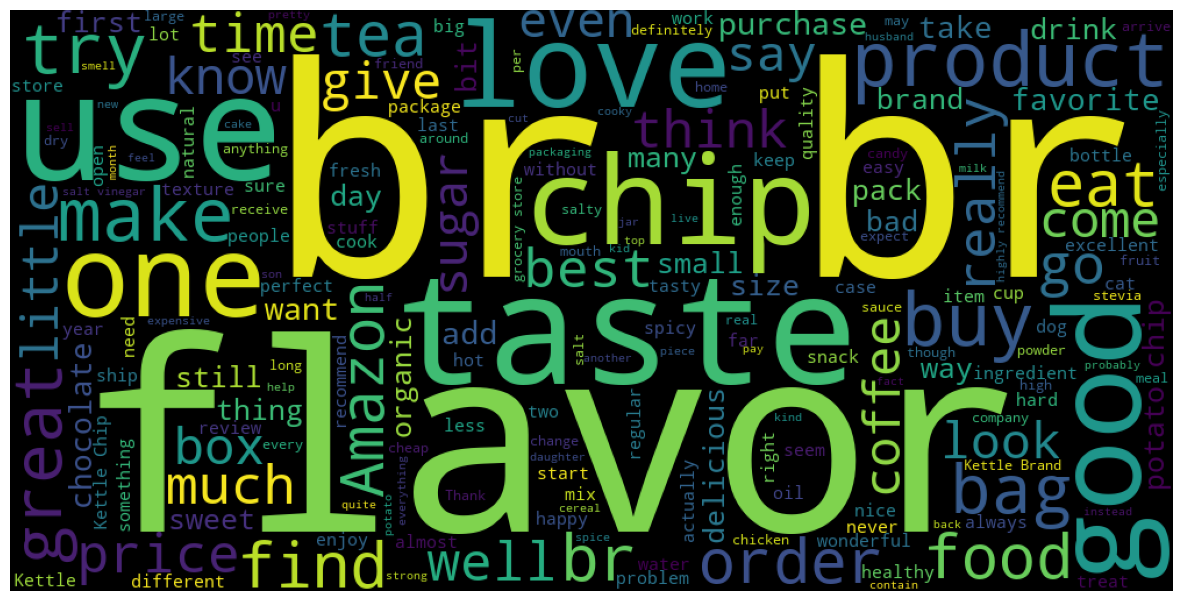 br br
flavor
taste
chip
love
use
one
good
product
try
time
tea
even
say
give
know
first
lot
store
see
big
bit
per
friend
package
last
around
work
definitely
purchase
take
drink
may
husband
arrive
brand
favorite
put
quality
home
cut
cooky
packaging
think
many
keep
without
enough
really
bottle
especially
eat
come
go
pack
bad
easy
candy
milk
expect
excellent
fruit
cat
highly recommend
case
cup
item
stevia
dog
sauce
snack
though
powder
probably
way
ingredient
meal
high
hard
company
potato chip
buy
coffee
look
Kettle Brand
bag
back
always
instead
food
treat
healthy
contain
order
never
nice
wonderful
chicken
oil
seem
right
kind
fact
pay
far
real
another
piece
spicy
salt
tasty
size
small
best
mouth
kid
top
live
jar
salty
grocery store
sugar
fresh
day
cook
stuff
texture
receive
sure
anything
natural
u
cake
feel
new
pretty
large
smell
sell
dry
open
month
salt vinegar
make
people
little
great
perfect
son
half
want
need
year
expensive
ship
chocolate
still
long
help
thing
review
every
box
much
quite
sweet
something
Kettle Chip
price
Kettle
different
find
enjoy
recommend
Amazon
organic
add
hot
less
two
cheap
change
daughter
start
regular
delicious
actually
mix
cereal
happy
Thank
everything
potato
almost
strong
well
br
spice
problem
water